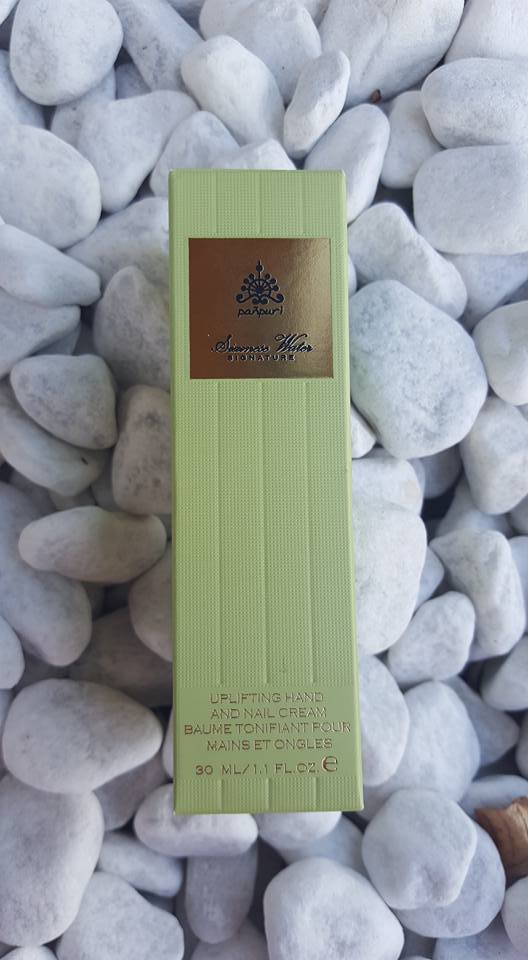 pañpuri
Siamese Water
SIGNATURE
UPLIFTING HAND
AND NAIL CREAM
BAUME TONIFIANT POUR
MAINS ET ONGLES
30 ML/1.1 FL.OZ. ℮